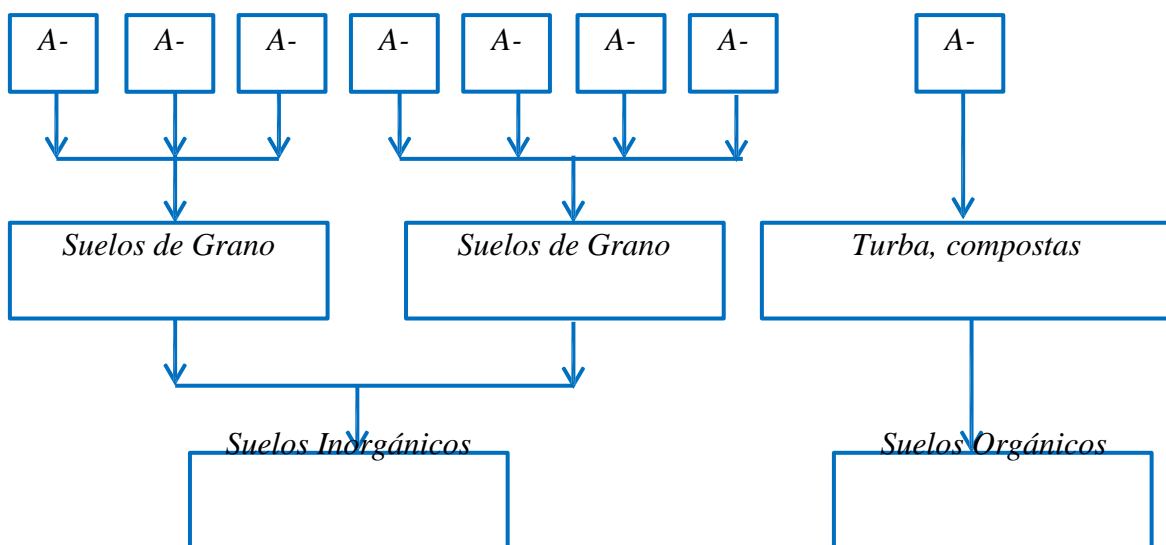 A-
A-
A-
A-
A-
A-
A-
A-
Suelos de Grano
Suelos de Grano
Turba, compostas
Suelos Inorgánicos
Suelos Orgánicos